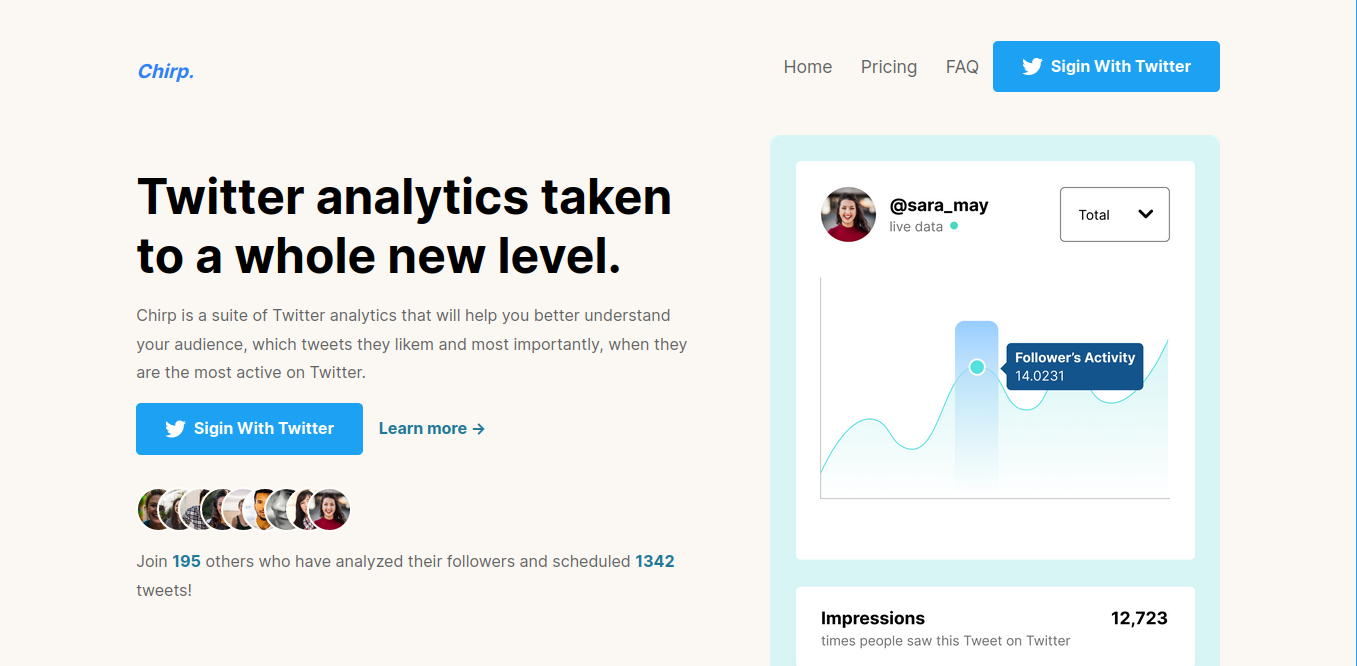 Chirp.
Home Pricing FAQ Sigin With Twitter
Twitter analytics taken
to a whole new level.
Chirp is a suite of Twitter analytics that will help you better understand
your audience, which tweets they likem and most importantly, when they
are the most active on Twitter.
Sigin With Twitter Learn more →
Join 195 others who have analyzed their followers and scheduled 1342
tweets!
@sara_may
live data
Total
Follower's Activity
14.0231
Impressions 12,723
times people saw this Tweet on Twitter